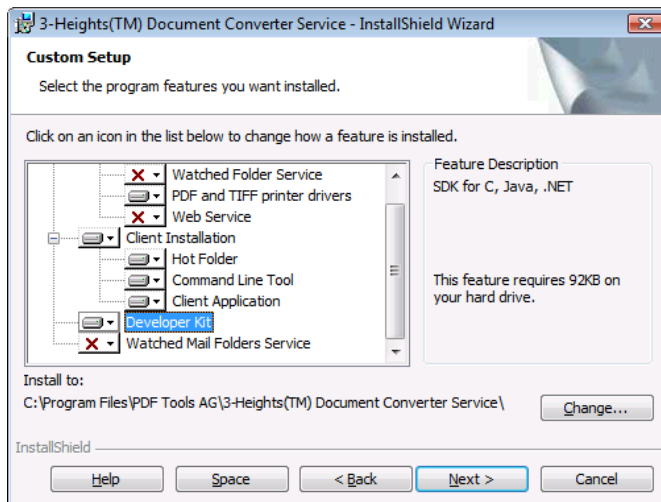 3-Heights(TM) Document Converter Service - InstallShield Wizard
Custom Setup
Select the program features you want installed.
Click on an icon in the list below to change how a feature is installed.
Watched Folder Service
PDF and TIFF printer drivers
Web Service
Client Installation
Hot Folder
Command Line Tool
Client Application
Developer Kit
Watched Mail Folders Service
Feature Description
SDK for C, Java, .NET
This feature requires 92KB on
your hard drive.
Install to:
C:\Program Files\PDF Tools AG\3-Heights(TM) Document Converter Service\
Change...
InstallShield
Help
Space
< Back
Next >
Cancel